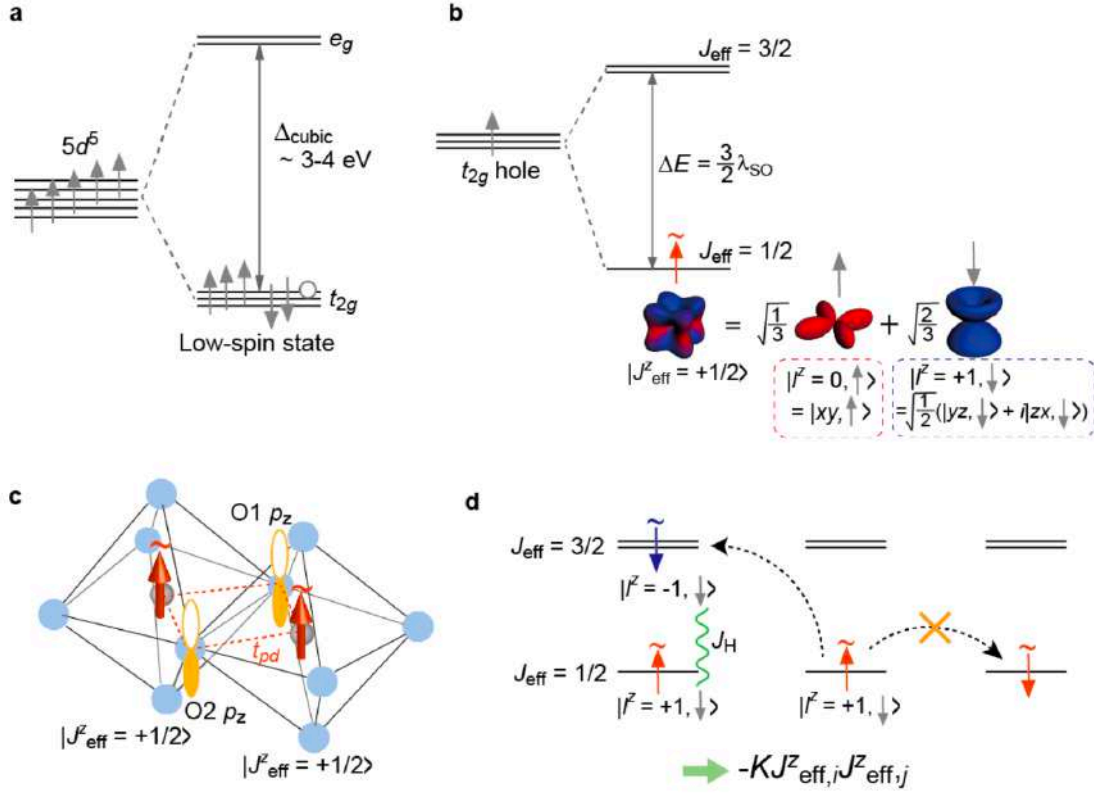 a
e_g
5d^5
Δ_cubic
~ 3-4 eV
t_2g
Low-spin state
b
J_eff = 3/2
t_2g hole
ΔE = 3/2 λ_SO
~
J_eff = 1/2
= √1/3 + √2/3
|J^z_eff = +1/2〉
|l^z = 0, ↑〉
= |xy, ↑〉
|l^z = +1, ↓〉
=√1/2(|yz, ↓〉 + i|zx, ↓〉)
c
O1 p_z
~
~
t_pd
O2 p_z
|J^z_eff = +1/2〉
|J^z_eff = +1/2〉
d
~
J_eff = 3/2
|l^z = -1, ↓〉
J_H
~
~
~
J_eff = 1/2
|l^z = +1, ↓〉
|l^z = +1, ↓〉
-KJ^z_eff,i J^z_eff,j